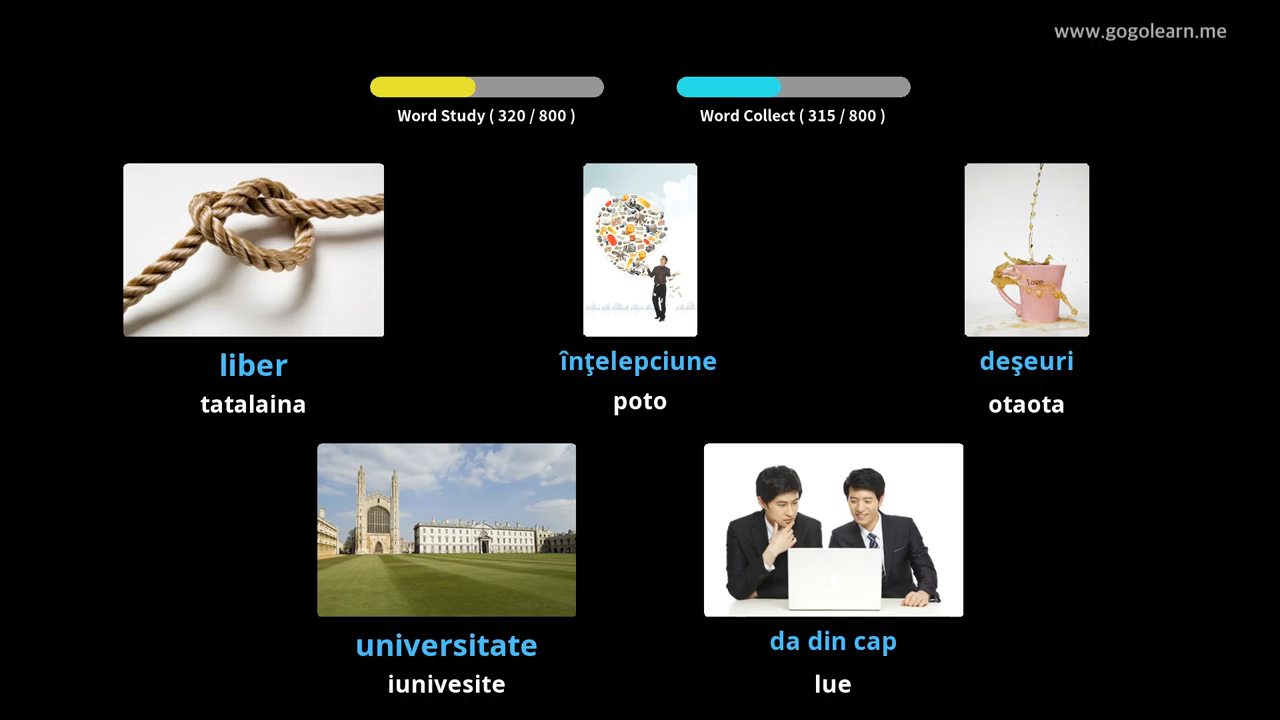 www.gogolearn.me
Word Study ( 320 / 800 )
Word Collect ( 315 / 800 )
liber
tatalaina
înţelepciune
poto
love
deşeuri
otaota
universitate
iunivesite
da din cap
lue